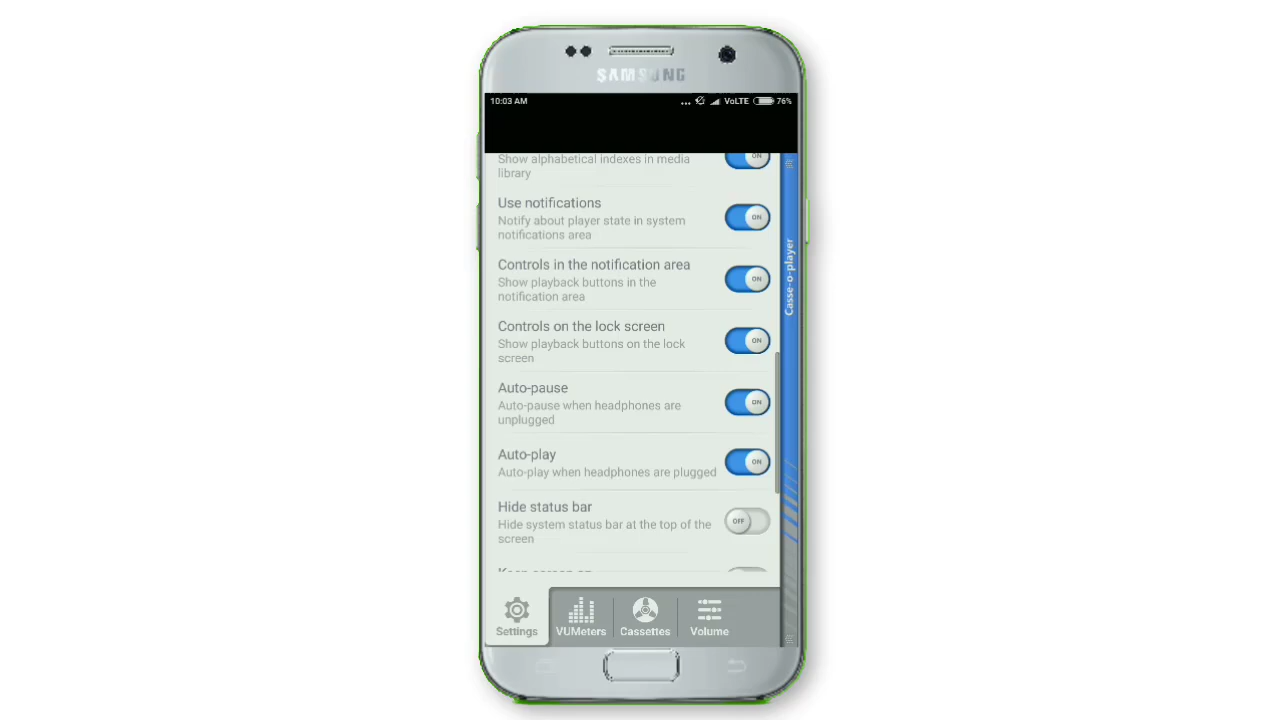 SAMSUNG
10:03 AM
... VoLTE 76%
Show alphabetical indexes in media
library
ON
Use notifications
Notify about player state in system
notifications area
ON
Controls in the notification area
Show playback buttons in the
notification area
ON
Controls on the lock screen
Show playback buttons on the lock
screen
ON
Auto-pause
Auto-pause when headphones are
unplugged
ON
Auto-play
Auto-play when headphones are plugged
ON
Hide status bar
Hide system status bar at the top of the
screen
OFF
Casse-o-player
Settings
VUMeters
Cassettes
Volume